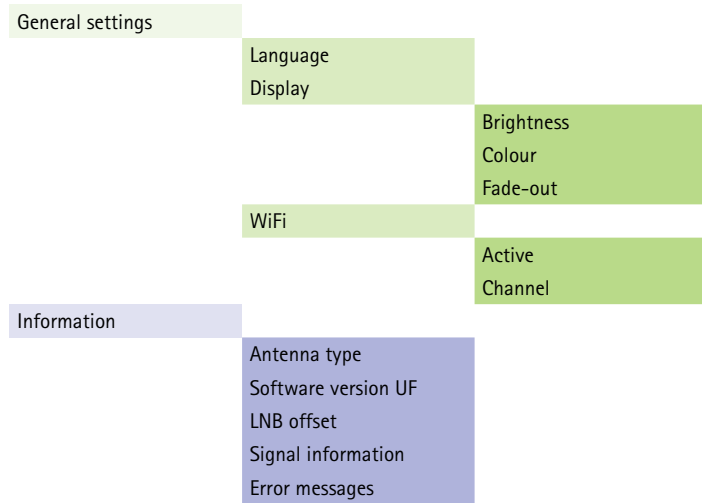 General settings
Language
Display
Brightness
Colour
Fade-out
WiFi
Active
Channel
Information
Antenna type
Software version UF
LNB offset
Signal information
Error messages